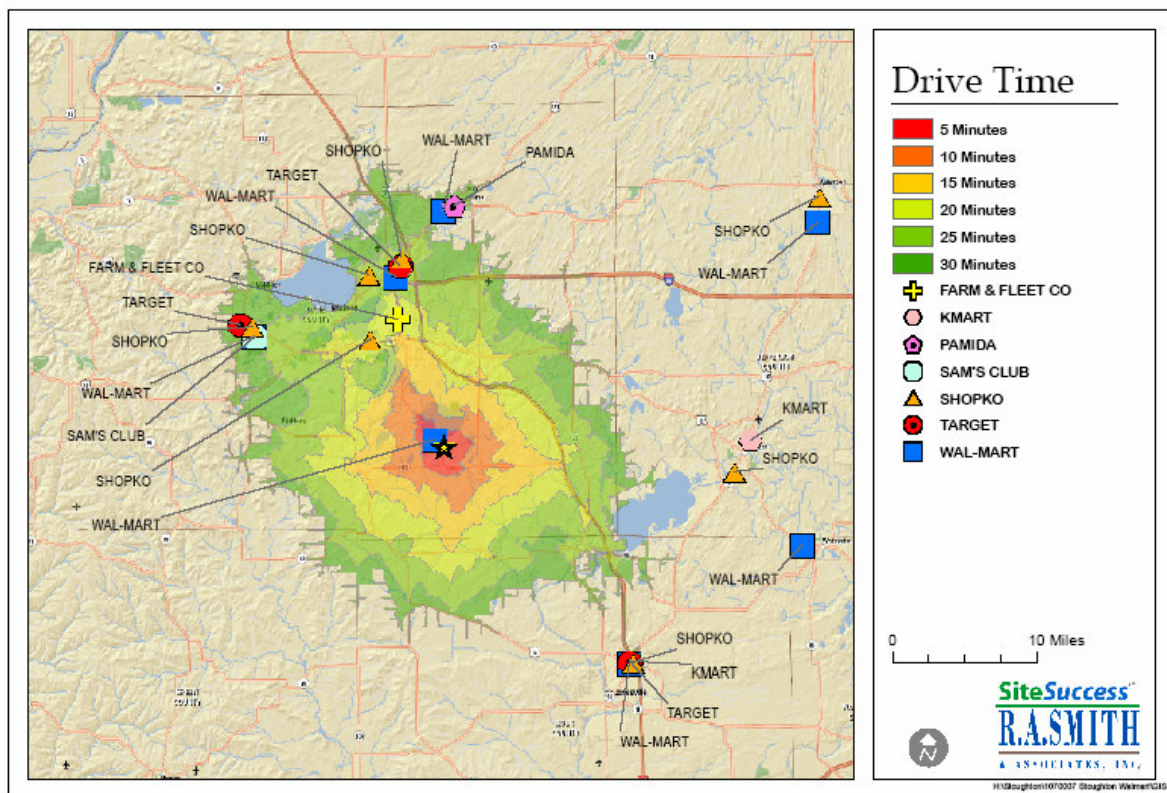 WAL-MART
PAMIDA
SHOPKO
TARGET
WAL-MART
SHOPKO
FARM & FLEET CO
TARGET
SHOPKO
WAL-MART
SAM'S CLUB
SHOPKO
WAL-MART
SHOPKO
WAL-MART
KMART
SHOPKO
WAL-MART
SHOPKO
KMART
TARGET
WAL-MART
Drive Time
5 Minutes
10 Minutes
15 Minutes
20 Minutes
25 Minutes
30 Minutes
FARM & FLEET CO
KMART
PAMIDA
SAM'S CLUB
SHOPKO
TARGET
WAL-MART
0 10 Miles
N
SiteSuccess
R.A.SMITH
& ASSOCIATES, INC.